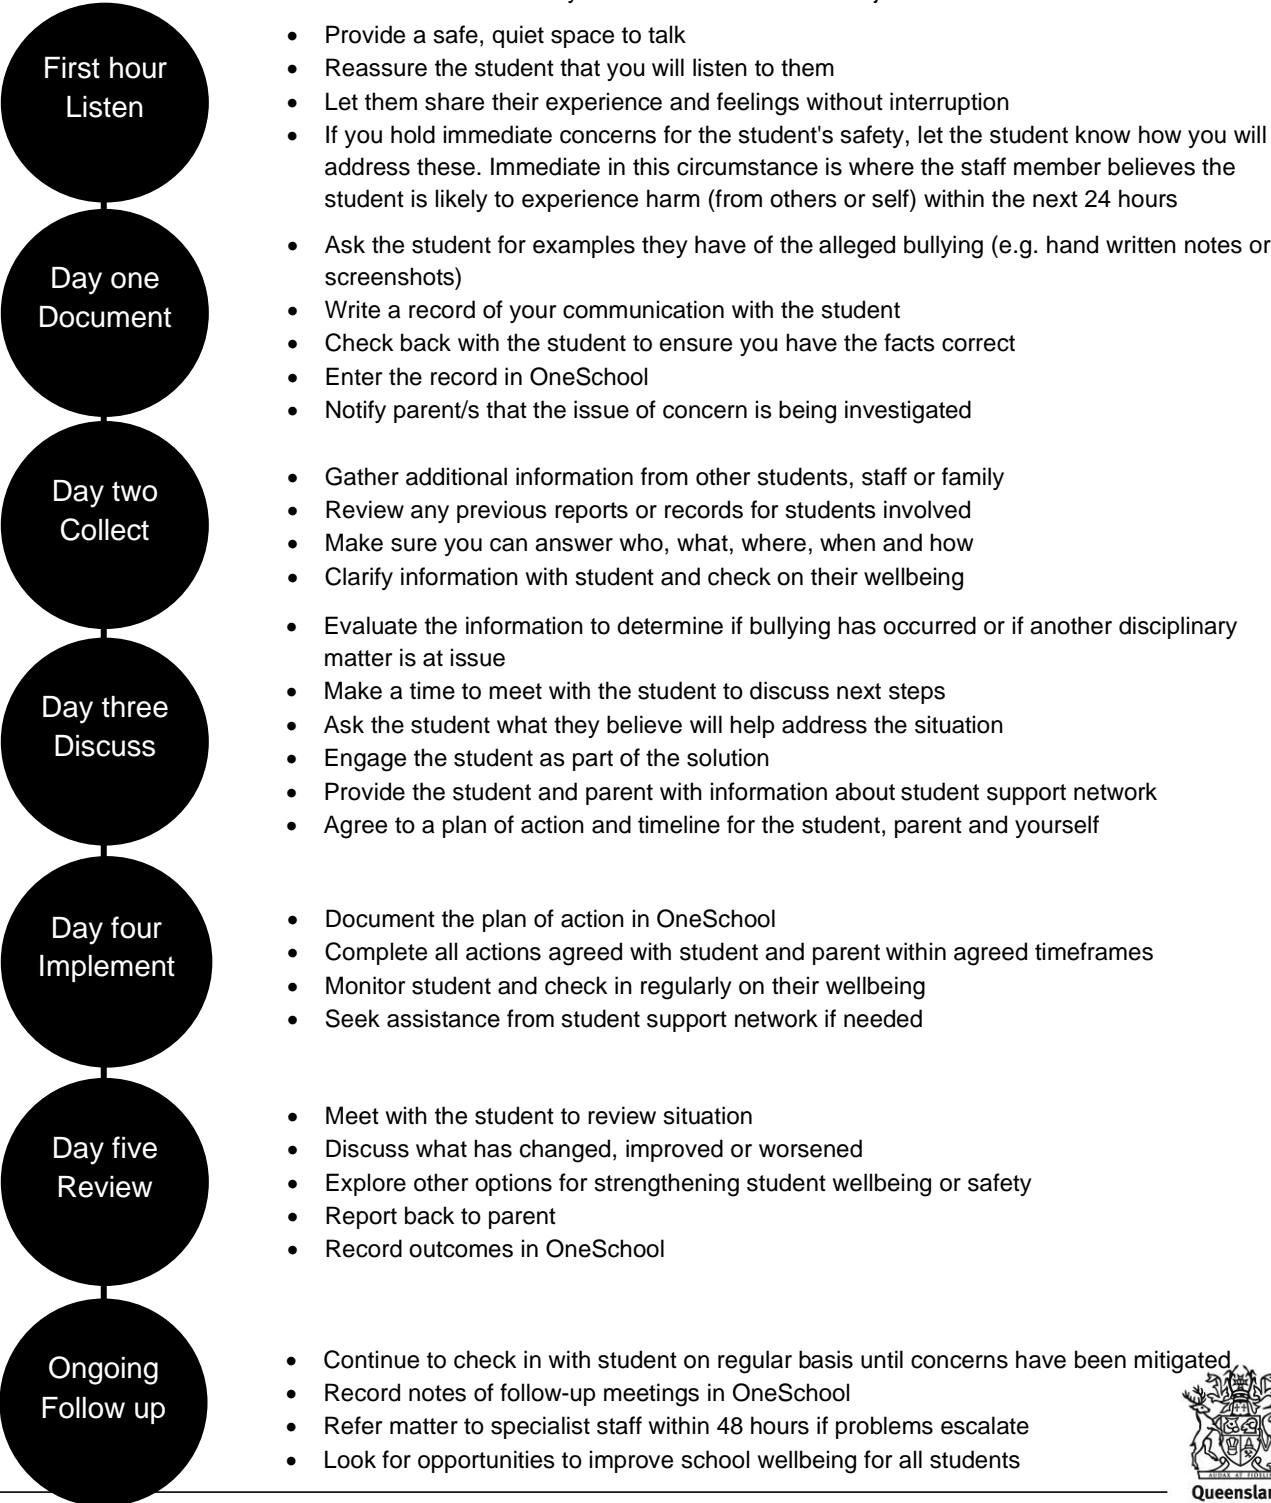 First hour
Listen
• Provide a safe, quiet space to talk
• Reassure the student that you will listen to them
• Let them share their experience and feelings without interruption
• If you hold immediate concerns for the student's safety, let the student know how you will
address these. Immediate in this circumstance is where the staff member believes the
student is likely to experience harm (from others or self) within the next 24 hours
Day one
Document
• Ask the student for examples they have of the alleged bullying (e.g. hand written notes or
screenshots)
• Write a record of your communication with the student
• Check back with the student to ensure you have the facts correct
• Enter the record in OneSchool
• Notify parent/s that the issue of concern is being investigated
Day two
Collect
• Gather additional information from other students, staff or family
• Review any previous reports or records for students involved
• Make sure you can answer who, what, where, when and how
• Clarify information with student and check on their wellbeing
Day three
Discuss
• Evaluate the information to determine if bullying has occurred or if another disciplinary
matter is at issue
• Make a time to meet with the student to discuss next steps
• Ask the student what they believe will help address the situation
• Engage the student as part of the solution
• Provide the student and parent with information about student support network
• Agree to a plan of action and timeline for the student, parent and yourself
Day four
Implement
• Document the plan of action in OneSchool
• Complete all actions agreed with student and parent within agreed timeframes
• Monitor student and check in regularly on their wellbeing
• Seek assistance from student support network if needed
Day five
Review
• Meet with the student to review situation
• Discuss what has changed, improved or worsened
• Explore other options for strengthening student wellbeing or safety
• Report back to parent
• Record outcomes in OneSchool
Ongoing
Follow up
• Continue to check in with student on regular basis until concerns have been mitigated
• Record notes of follow-up meetings in OneSchool
• Refer matter to specialist staff within 48 hours if problems escalate
• Look for opportunities to improve school wellbeing for all students